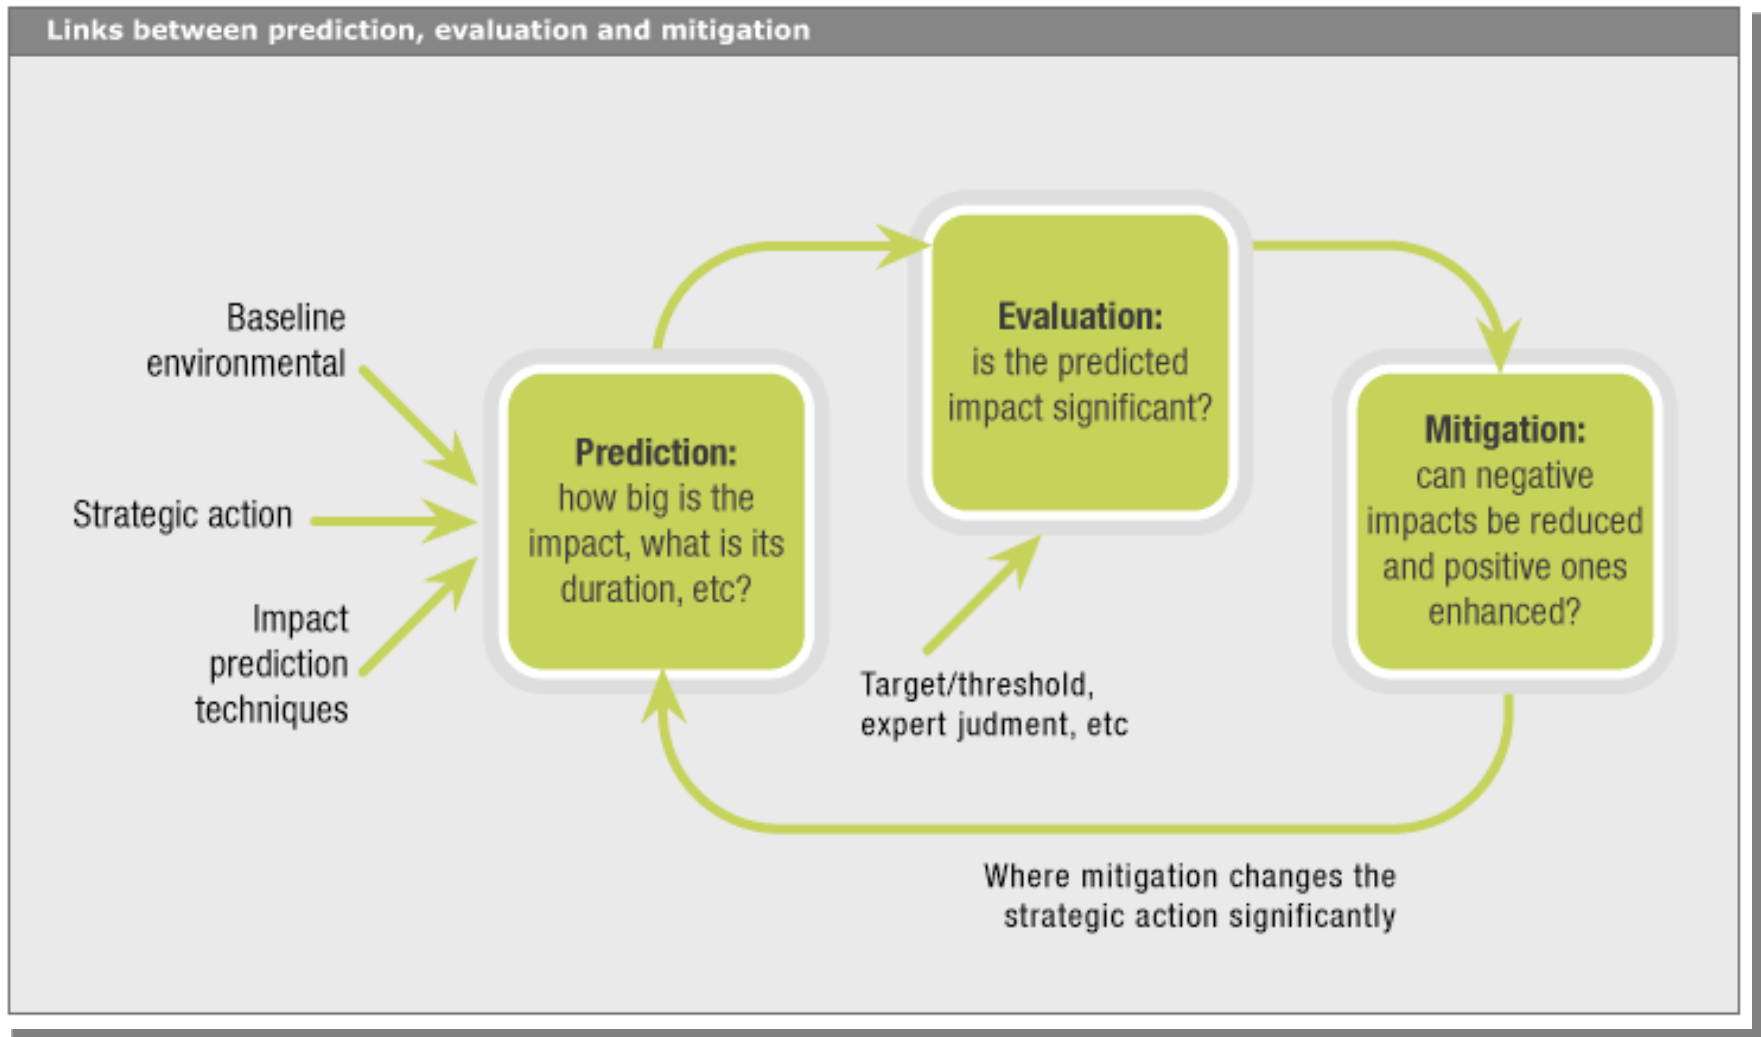 Links between prediction, evaluation and mitigation
Baseline
environmental
Strategic action
Impact
prediction
techniques
Prediction:
how big is the
impact, what is its
duration, etc?
Evaluation:
is the predicted
impact significant?
Target/threshold,
expert judment, etc
Mitigation:
can negative
impacts be reduced
and positive ones
enhanced?
Where mitigation changes the
strategic action significantly